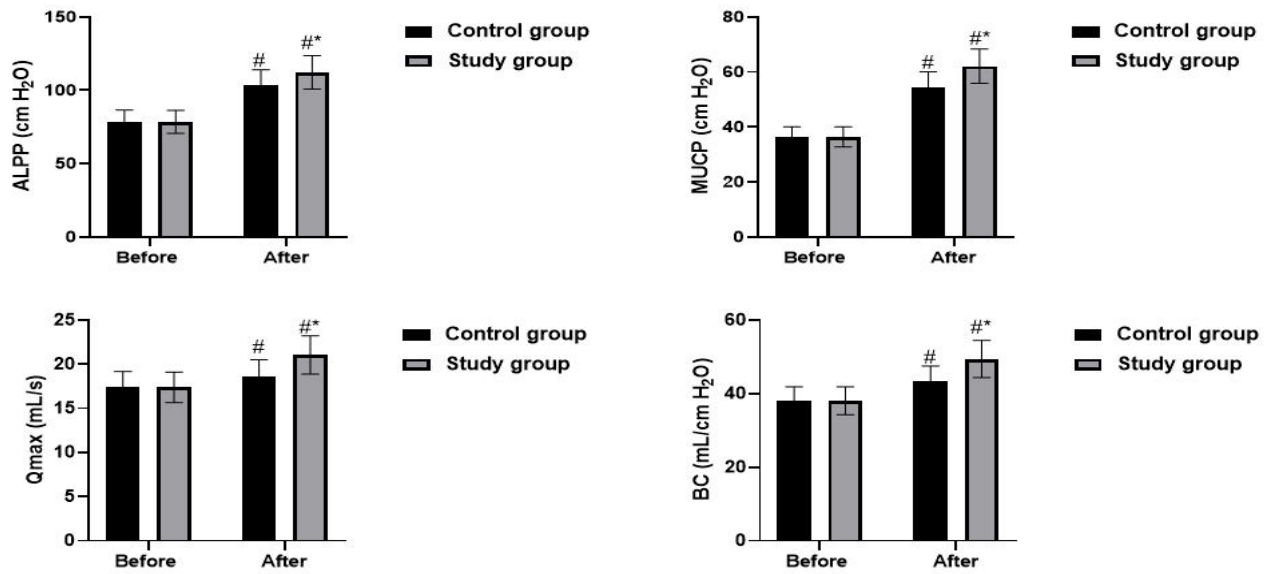 ALPP (cm H₂O)
150
100
50
0
#
#*
Before
After
Control group
Study group
MUCP (cm H₂O)
80
60
40
20
0
#
#*
Before
After
Control group
Study group
Qmax (mL/s)
25
20
15
10
5
0
#
#*
Before
After
Control group
Study group
BC (mL/cm H₂O)
60
40
20
0
#
#*
Before
After
Control group
Study group